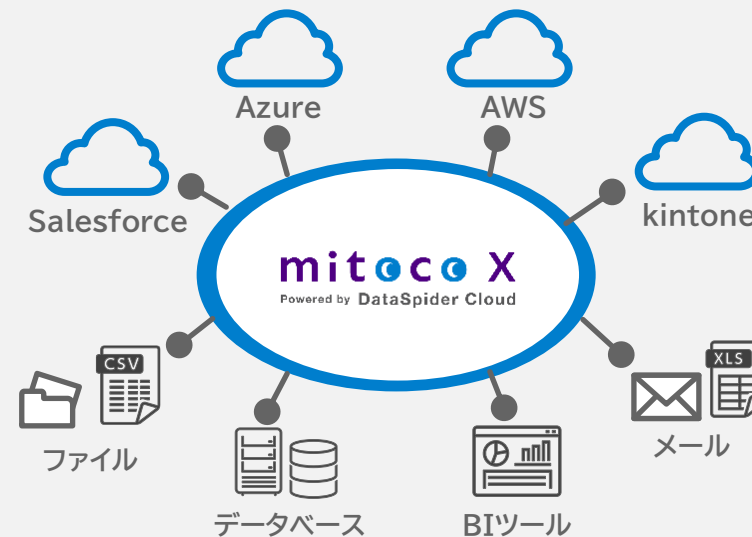 Azure
AWS
Salesforce
kintone
mitoco X
Powered by DataSpider Cloud
CSV
XLS
ファイル
メール
データベース
BIツール